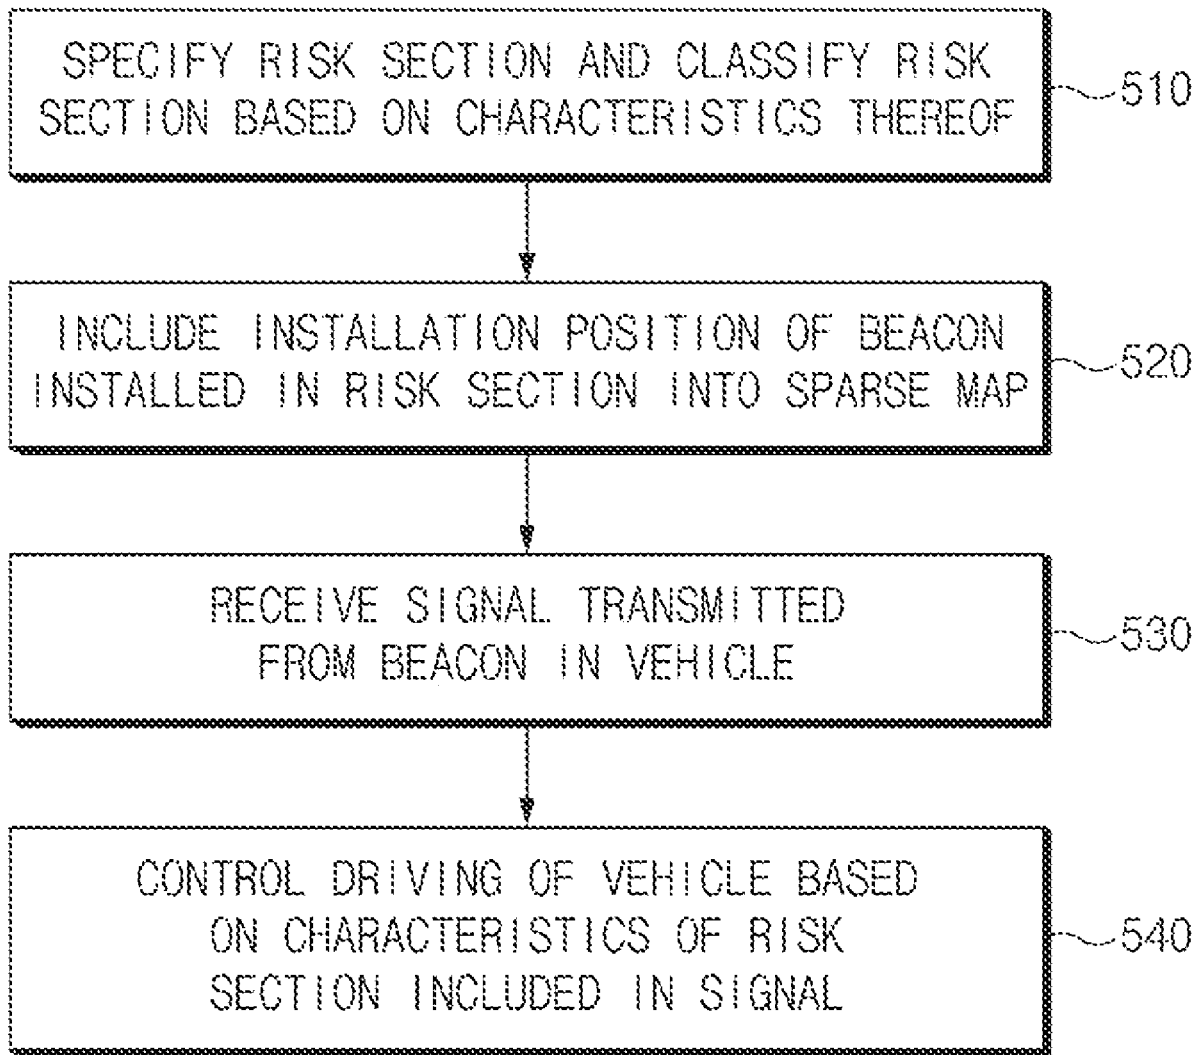 SPECIFY RISK SECTION AND CLASSIFY RISK
SECTION BASED ON CHARACTERISTICS THEREOF
510
INCLUDE INSTALLATION POSITION OF BEACON
INSTALLED IN RISK SECTION INTO SPARSE MAP
520
RECEIVE SIGNAL TRANSMITTED
FROM BEACON IN VEHICLE
530
CONTROL DRIVING OF VEHICLE BASED
ON CHARACTERISTICS OF RISK
SECTION INCLUDED IN SIGNAL
540